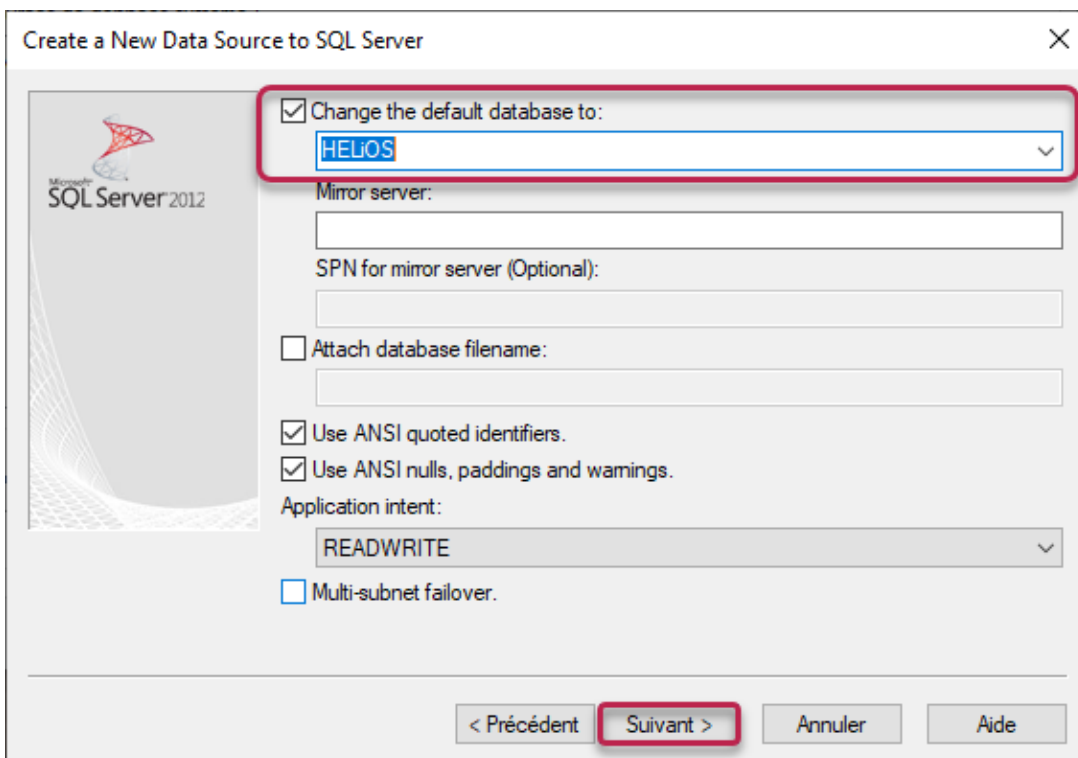 Create a New Data Source to SQL Server
Microsoft
SQL Server 2012
Change the default database to:
HELiOS
Mirror server:
SPN for mirror server (Optional):
Attach database filename:
Use ANSI quoted identifiers.
Use ANSI nulls, paddings and warnings.
Application intent:
READWRITE
Multi-subnet failover.
< Précédent
Suivant >
Annuler
Aide